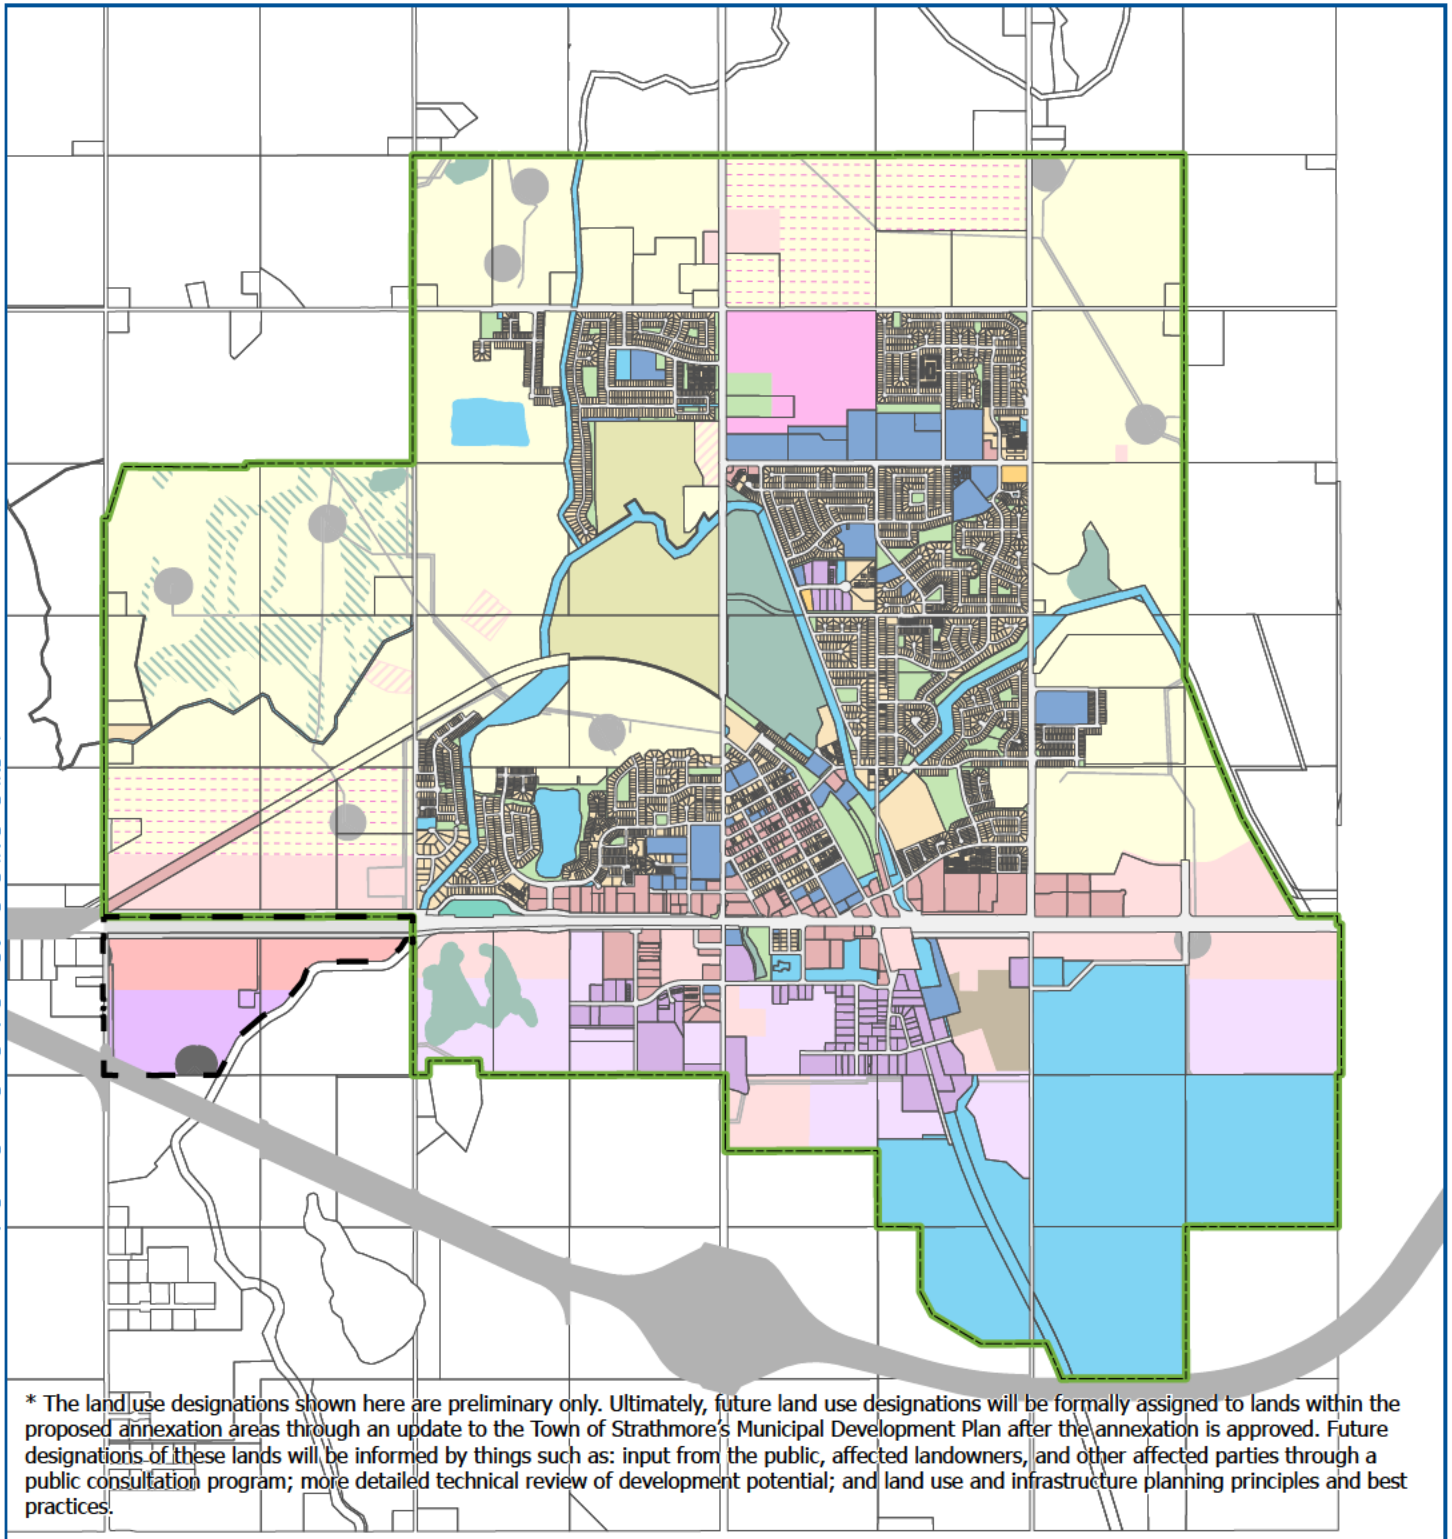 * The land use designations shown here are preliminary only. Ultimately, future land use designations will be formally assigned to lands within the
proposed annexation areas through an update to the Town of Strathmore's Municipal Development Plan after the annexation is approved. Future
designations of these lands will be informed by things such as: input from the public, affected landowners, and other affected parties through a
public consultation program; more detailed technical review of development potential; and land use and infrastructure planning principles and best
practices.